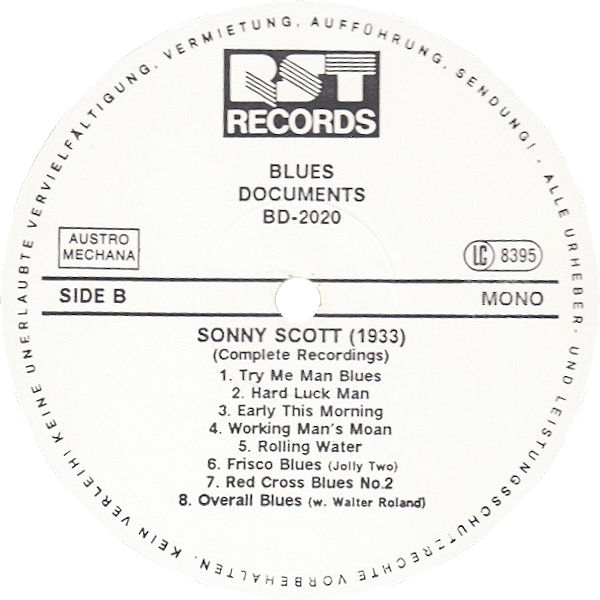 KEINE UNERLAUBTE VERVIELFÄLTIGUNG, VERMIETUNG, AUFFÜHRUNG, SENDUNG! - ALLE URHEBER- UND LEISTUNGSSCHUTZRECHTE VORBEHALTEN. KEIN VERLEIH!
RST
RECORDS
BLUES
DOCUMENTS
BD-2020
AUSTRO
MECHANA
LC 8395
SIDE B
MONO
SONNY SCOTT (1933)
(Complete Recordings)
1. Try Me Man Blues
2. Hard Luck Man
3. Early This Morning
4. Working Man's Moan
5. Rolling Water
6. Frisco Blues (Jolly Two)
7. Red Cross Blues No.2
8. Overall Blues (w. Walter Roland)